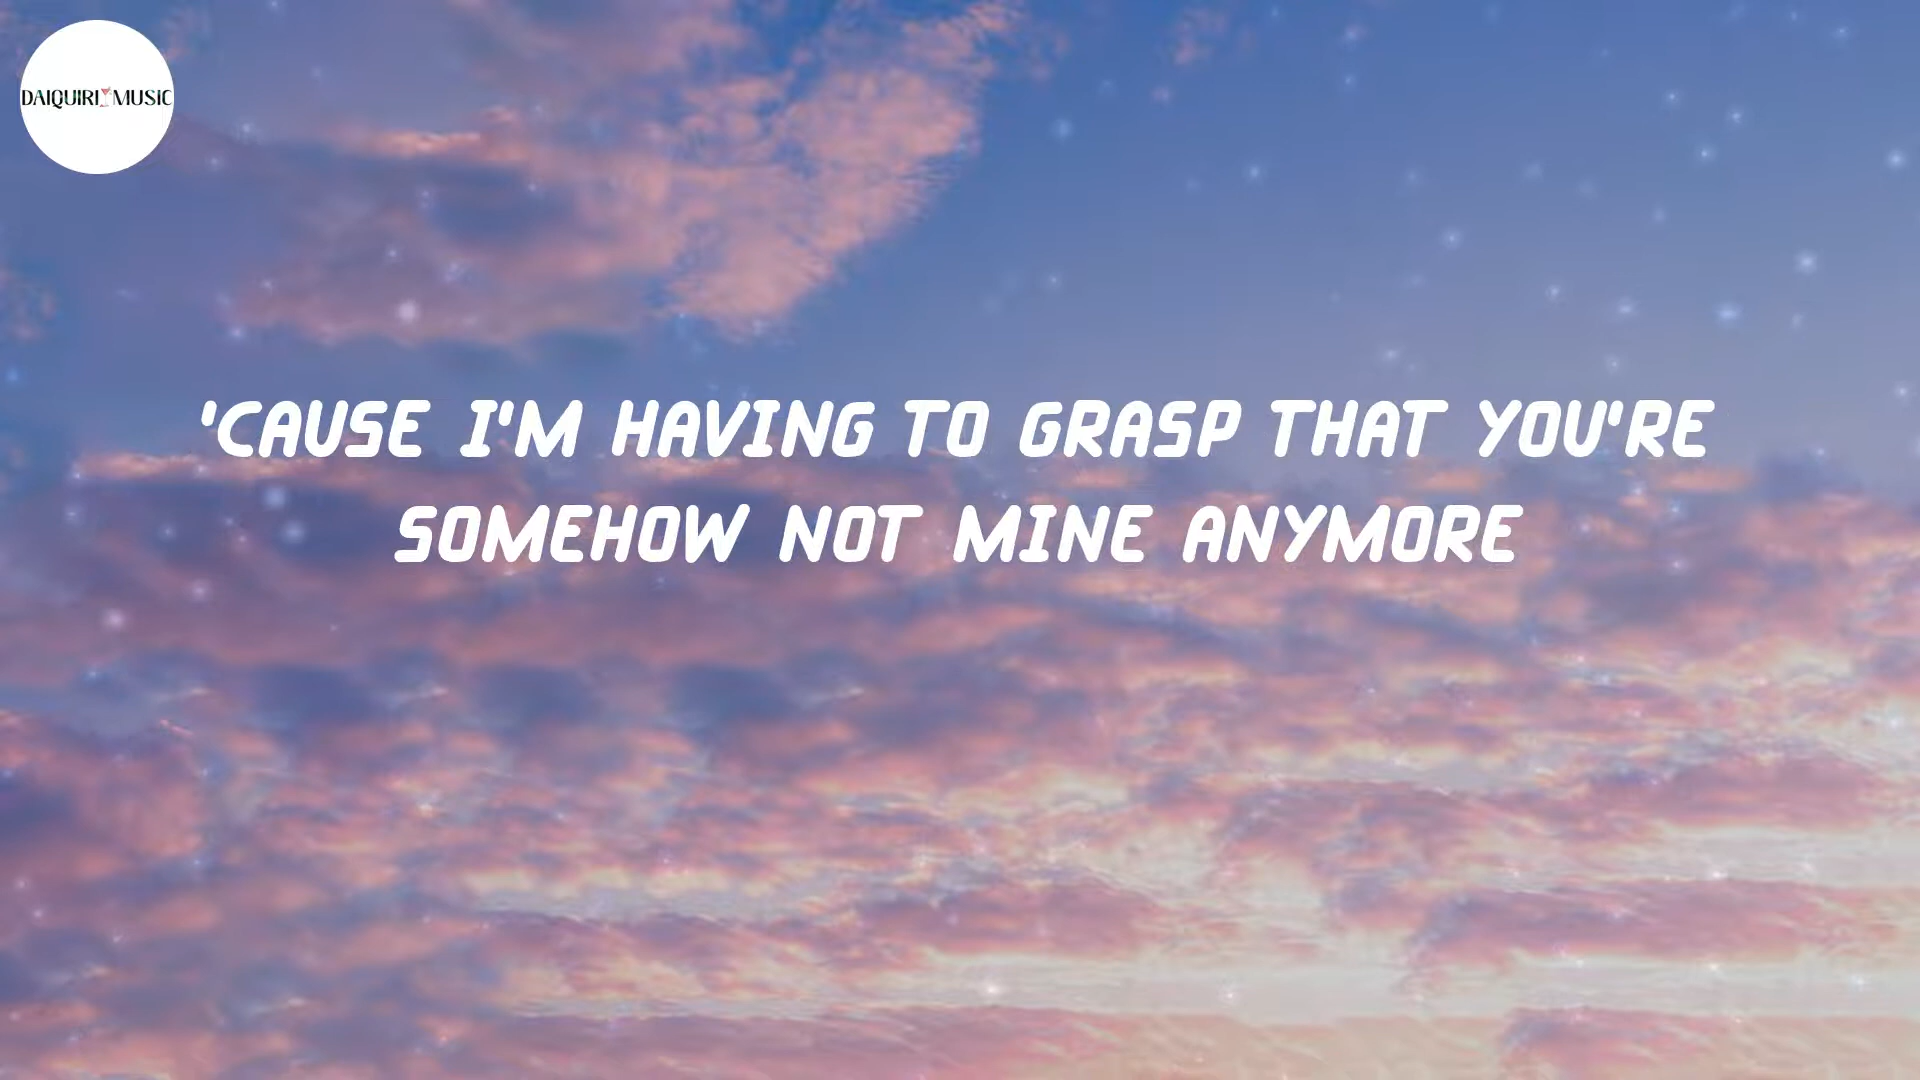 DAIQUIRI MUSIC
'CAUSE I'M HAVING TO GRASP THAT YOU'RE
SOMEHOW NOT MINE ANYMORE